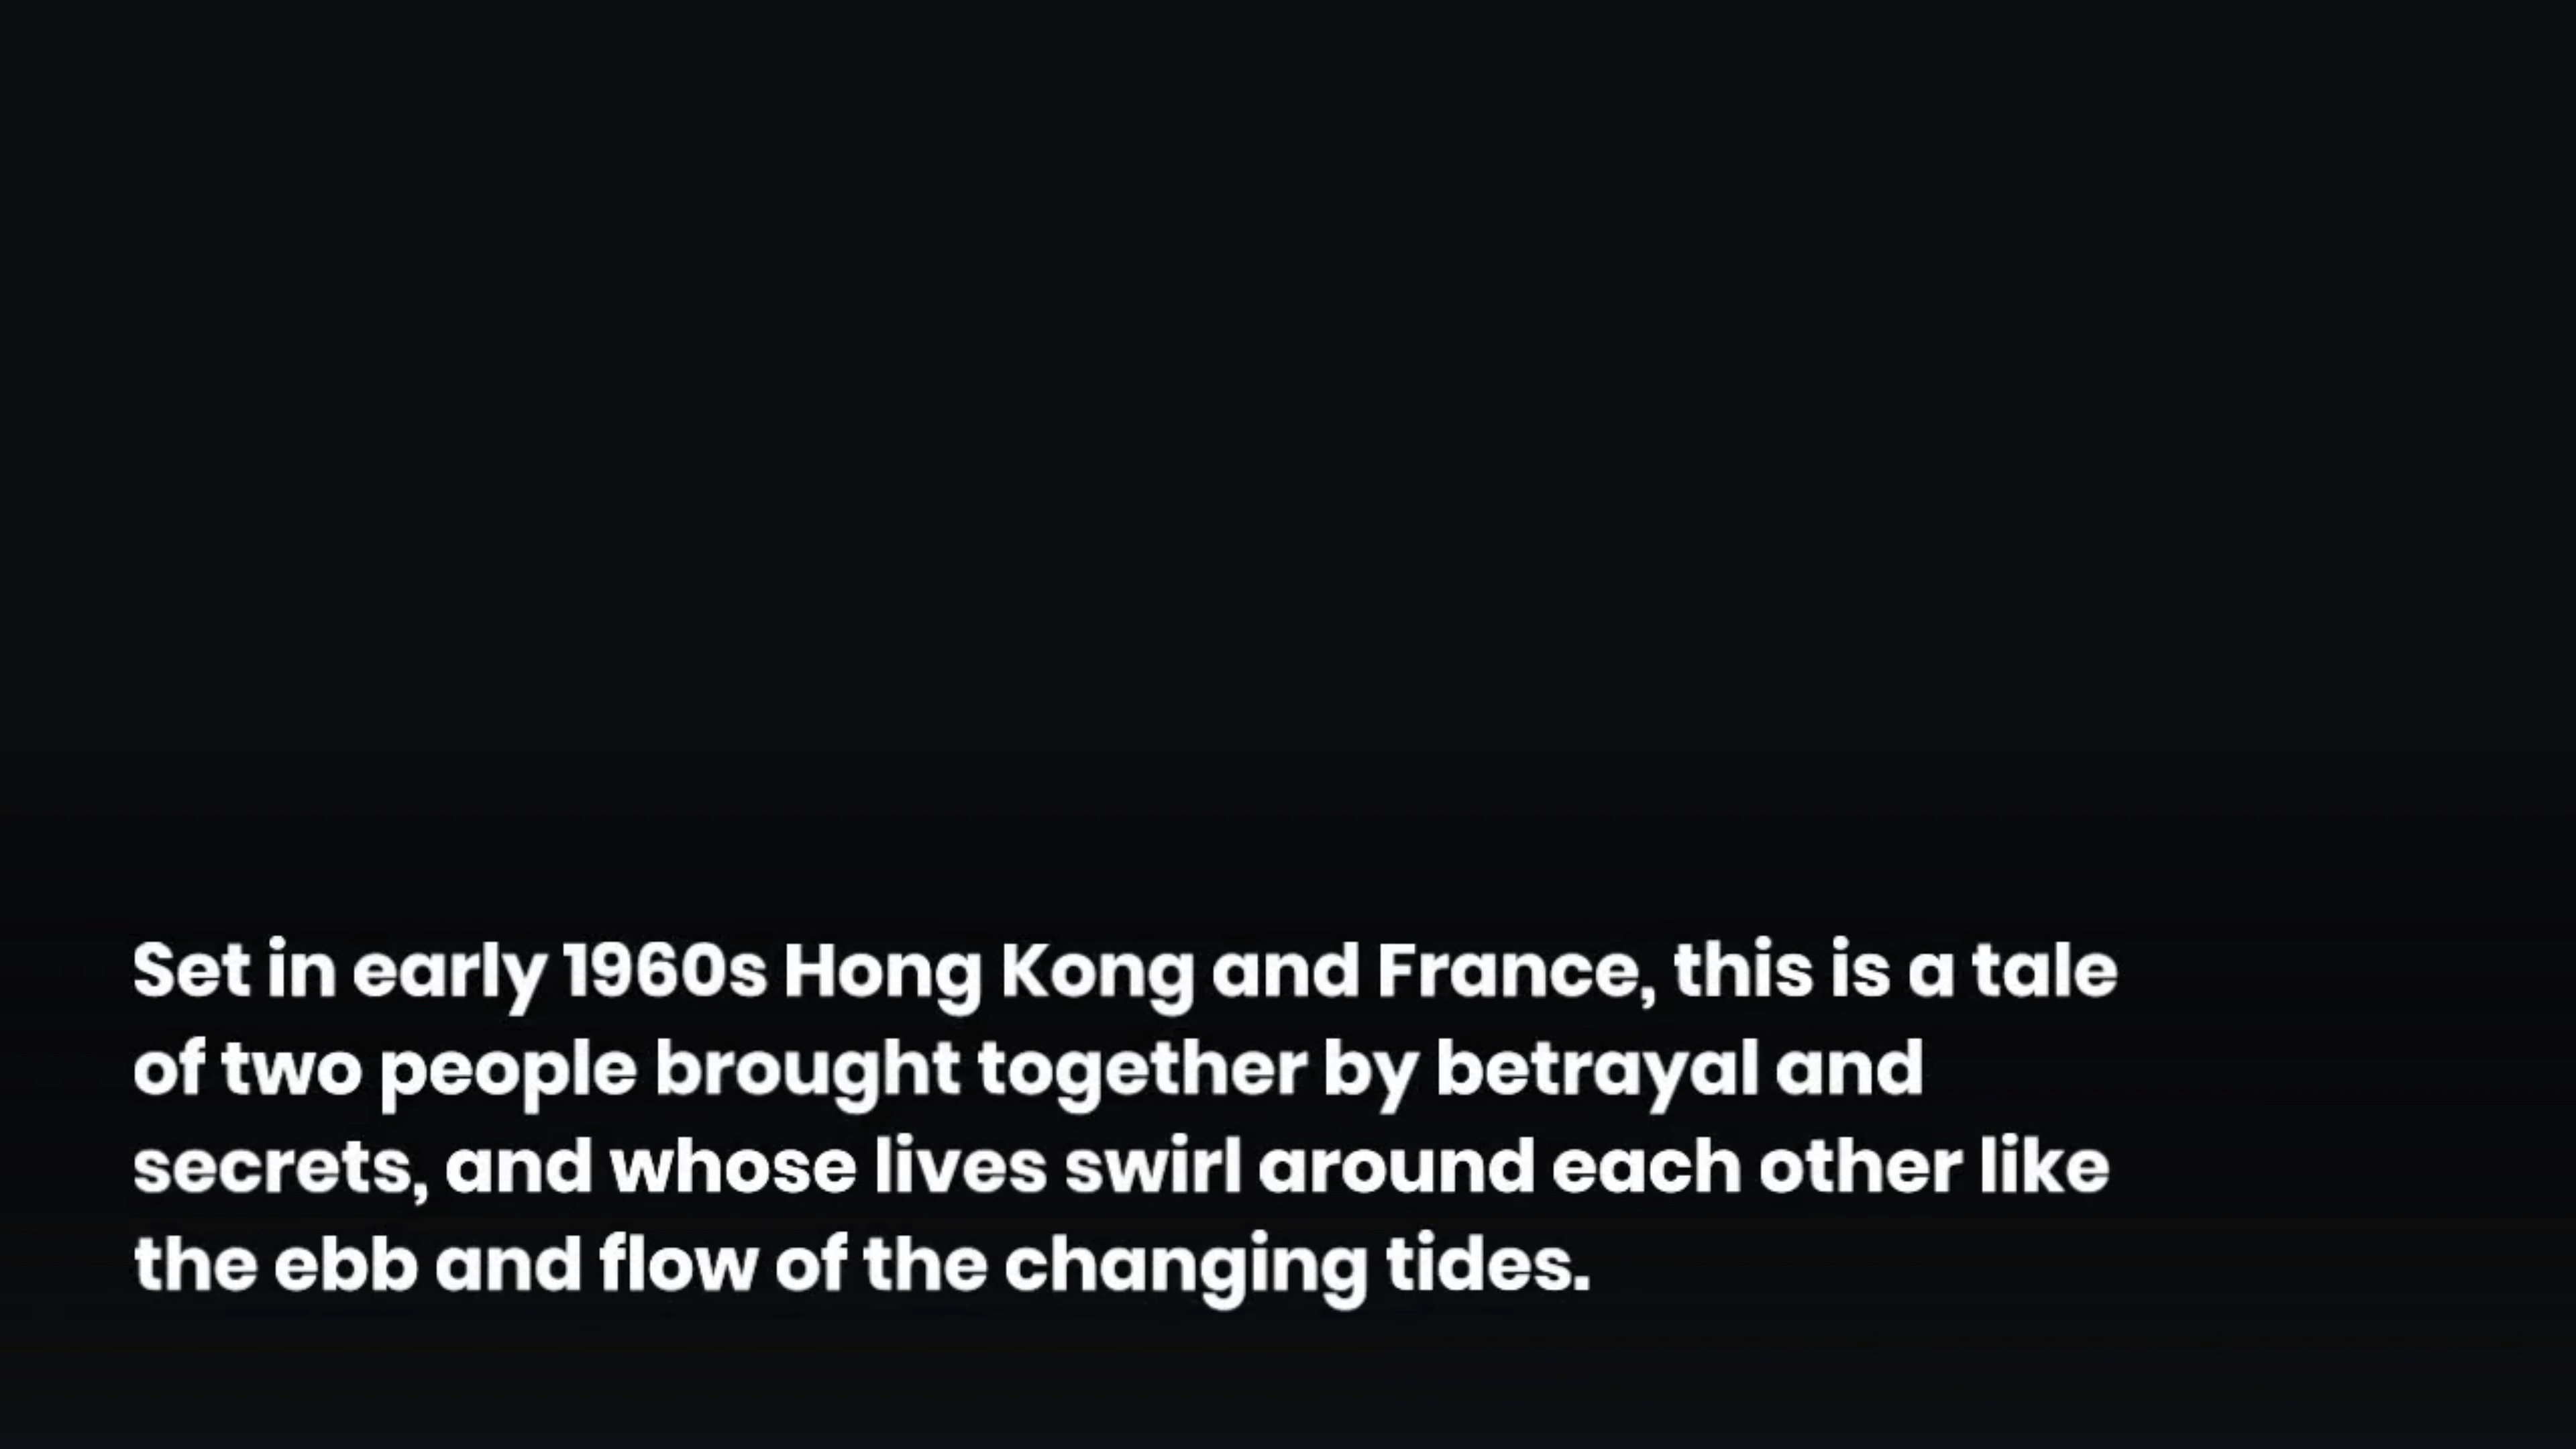 Set in early 1960s Hong Kong and France, this is a tale
of two people brought together by betrayal and
secrets, and whose lives swirl around each other like
the ebb and flow of the changing tides.